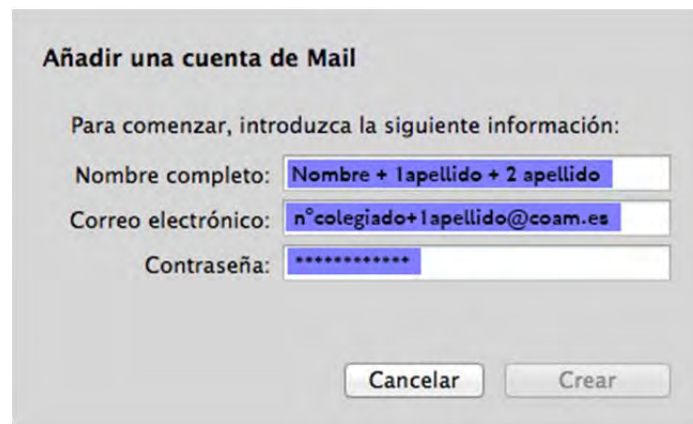 Añadir una cuenta de Mail
Para comenzar, introduzca la siguiente información:
Nombre completo: Nombre + 1apellido + 2 apellido
Correo electrónico: n°colegiado+1apellido@coam.es
Contraseña: ************
Cancelar Crear